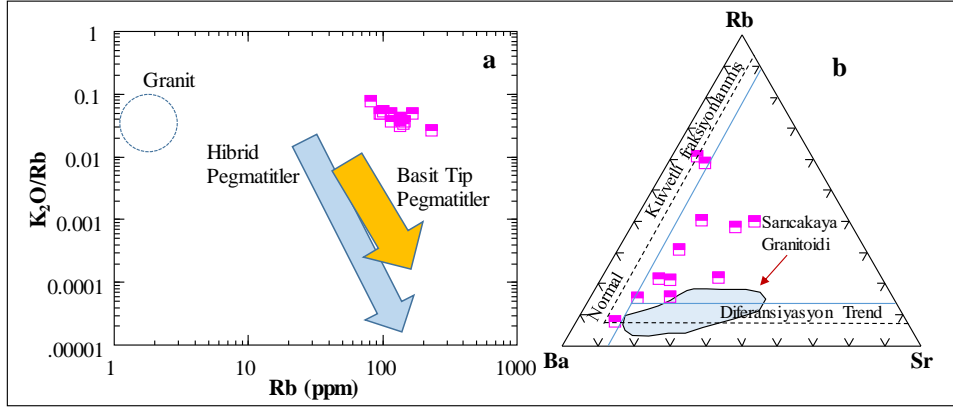 a
1
0.1
0.01
0.001
0.0001
.00001
K₂O/Rb
Granit
Hibrid
Pegmatitler
Basit Tip
Pegmatitler
1
10
100
1000
Rb (ppm)
Rb
b
Kuvvetli fraksiyonlanmis
Normal
Sarıcakaya
Granitoidi
Diferansiyasyon Trend
Ba
Sr